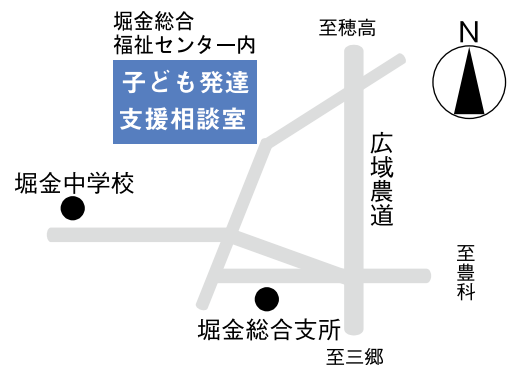 堀金総合
福祉センター内
子ども発達
支援相談室
至穂高
N
広域農道
堀金中学校
至豊科
堀金総合支所
至三郷